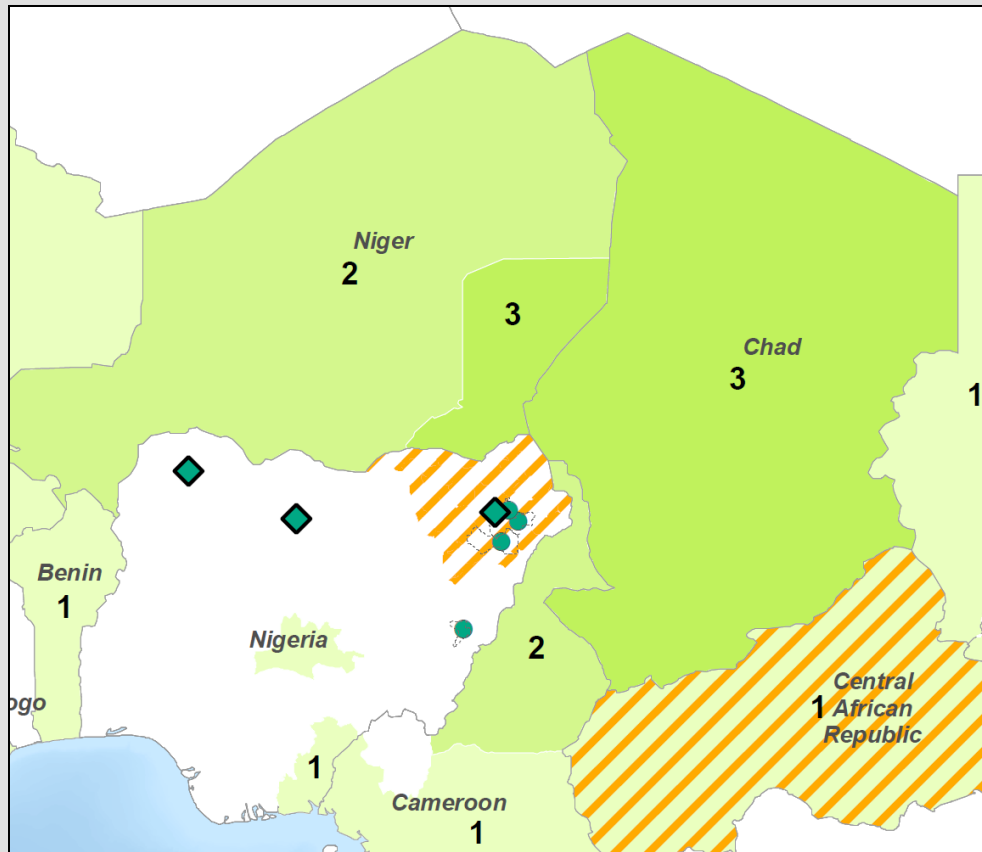 Niger
2
3
Chad
3
1
Benin
1
Nigeria
2
ogo
Central
1 African
Republic
1
Cameroon
1